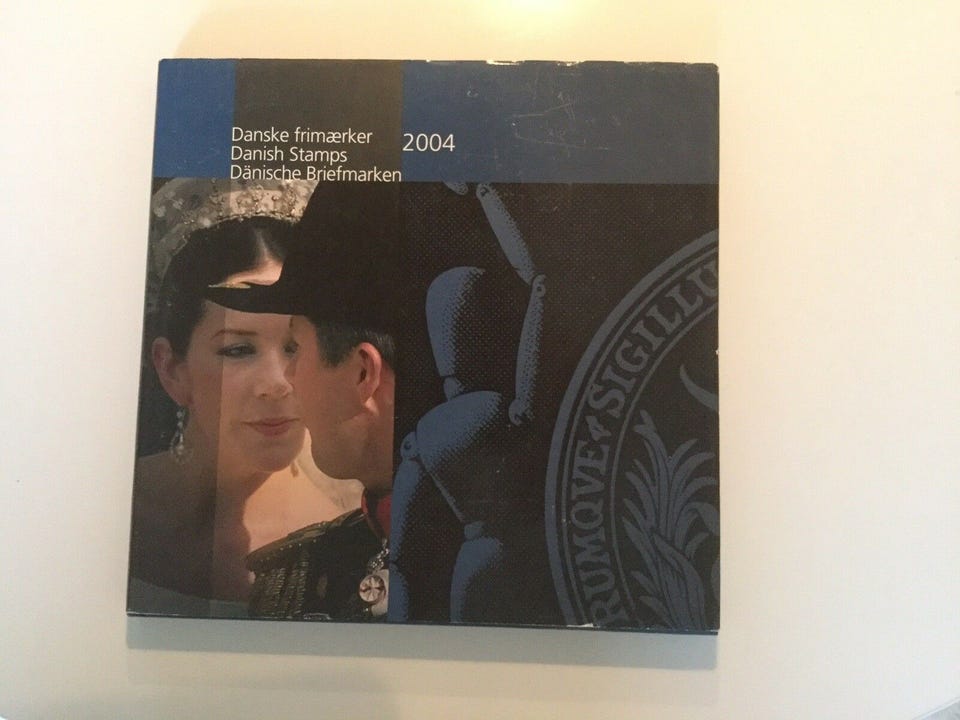 Danske frimærker
Danish Stamps
Dänische Briefmarken
2004
RUMQVE SIGILLU